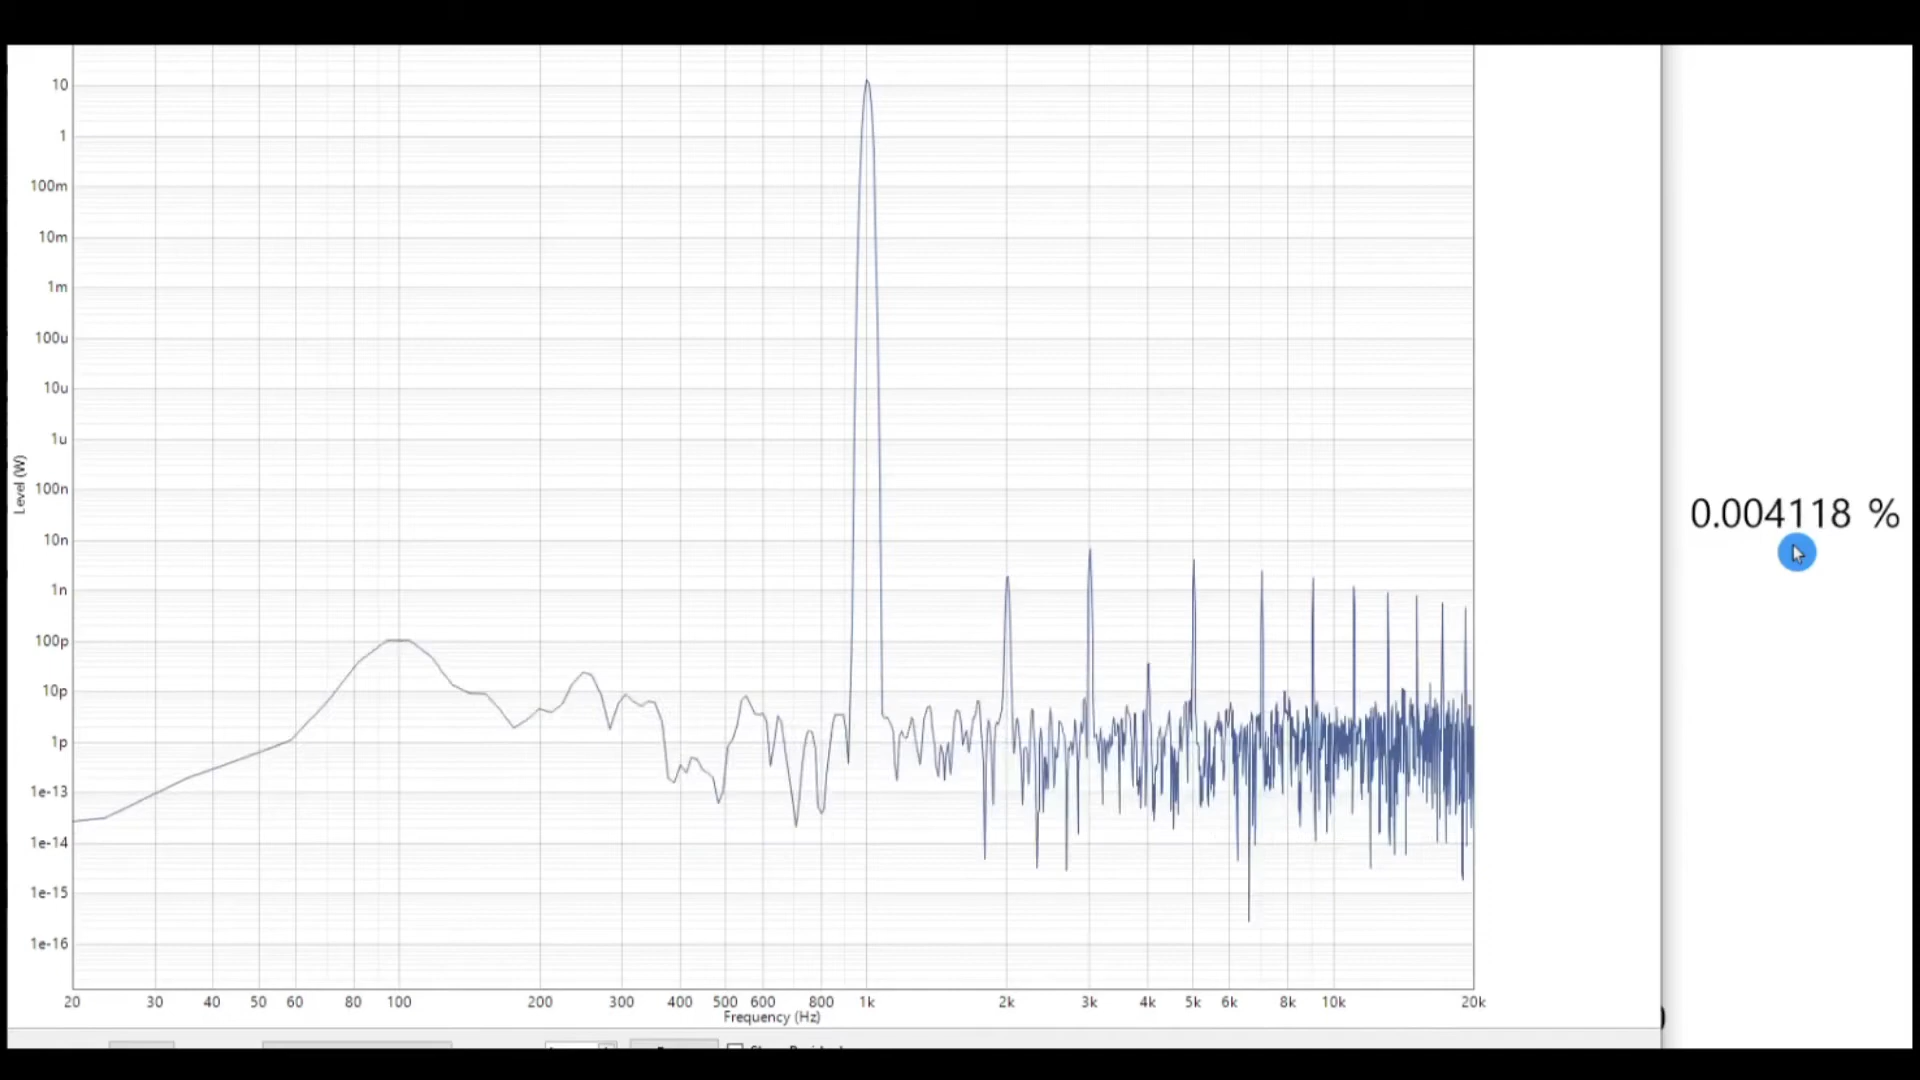 10
1
100m
10m
1m
100u
10u
1u
100n
10n
1n
100p
10p
1p
1e-13
1e-14
1e-15
1e-16
Level (W)
20 30 40 50 60 80 100 200 300 400 500 600 800 1k 2k 3k 4k 5k 6k 8k 10k 20k
Frequency (Hz)
0.004118 %